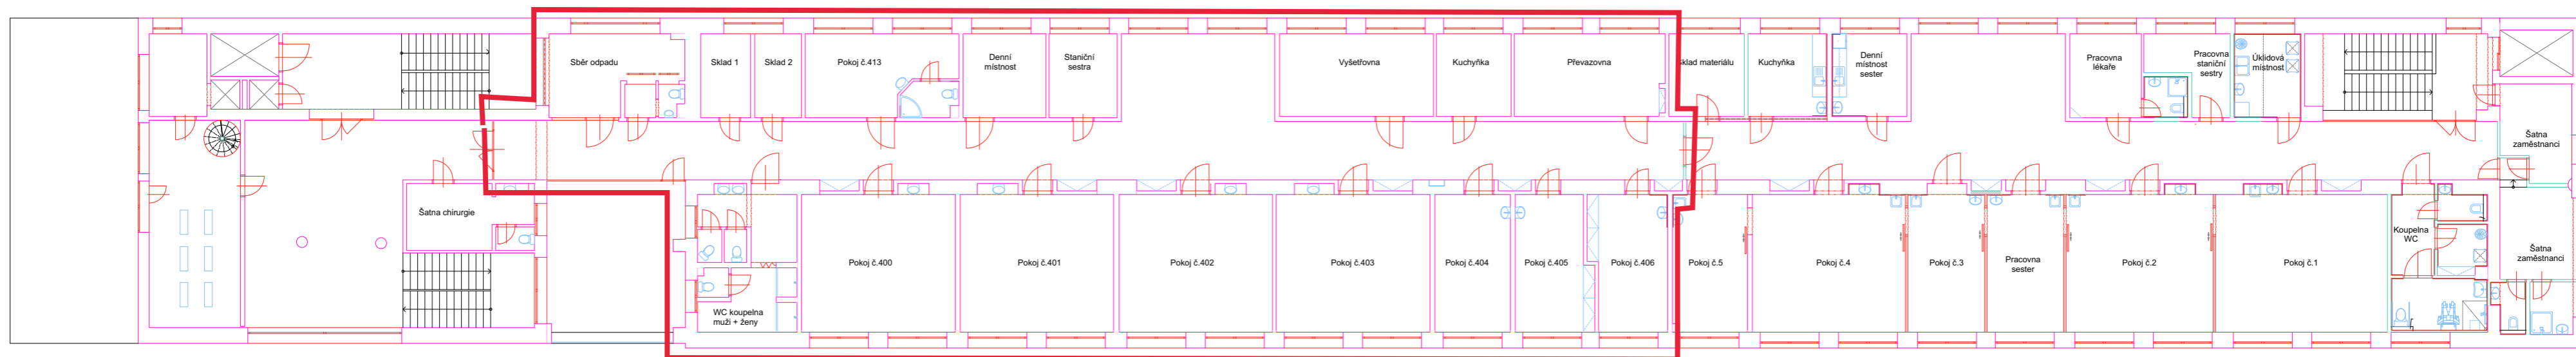 Sběr odpadu
Sklad 1
Sklad 2
Pokoj č.413
Denní
místnost
Staniční
sestra
Vyšetřovna
Kuchyňka
Převazovna
Sklad materiálu
Kuchyňka
Denní
místnost
sester
Pracovna
lékaře
Pracovna
staniční
sestry
Úklidová
místnost
Šatna
zaměstnanci
Šatna chirurgie
WC koupelna
muži + ženy
Pokoj č.400
Pokoj č.401
Pokoj č.402
Pokoj č.403
Pokoj č.404
Pokoj č.405
Pokoj č.406
Pokoj č.5
Pokoj č.4
Pokoj č.3
Pracovna
sester
Pokoj č.2
Pokoj č.1
Koupelna
WC
Šatna
zaměstnanci